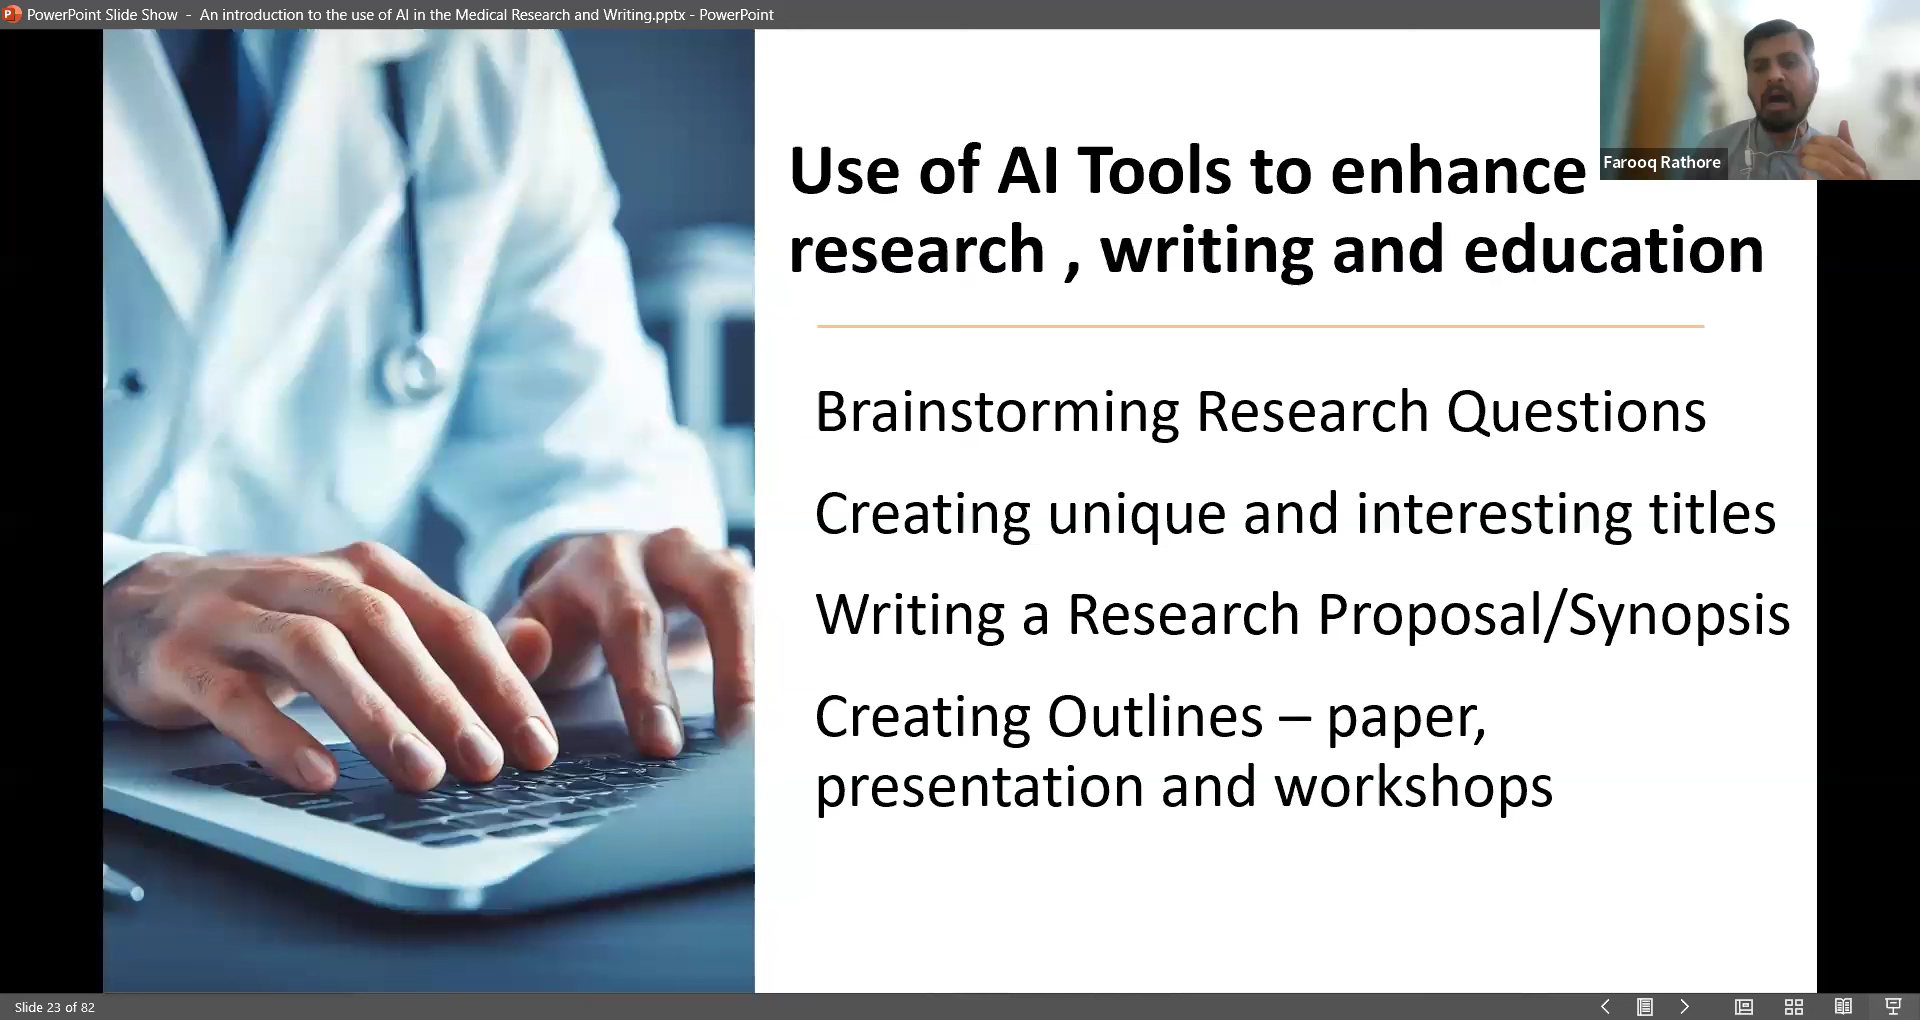 PowerPoint Slide Show - An introduction to the use of AI in the Medical Research and Writing.pptx - PowerPoint
Farooq Rathore
Use of AI Tools to enhance
research , writing and education
Brainstorming Research Questions
Creating unique and interesting titles
Writing a Research Proposal/Synopsis
Creating Outlines – paper,
presentation and workshops
Slide 23 of 82